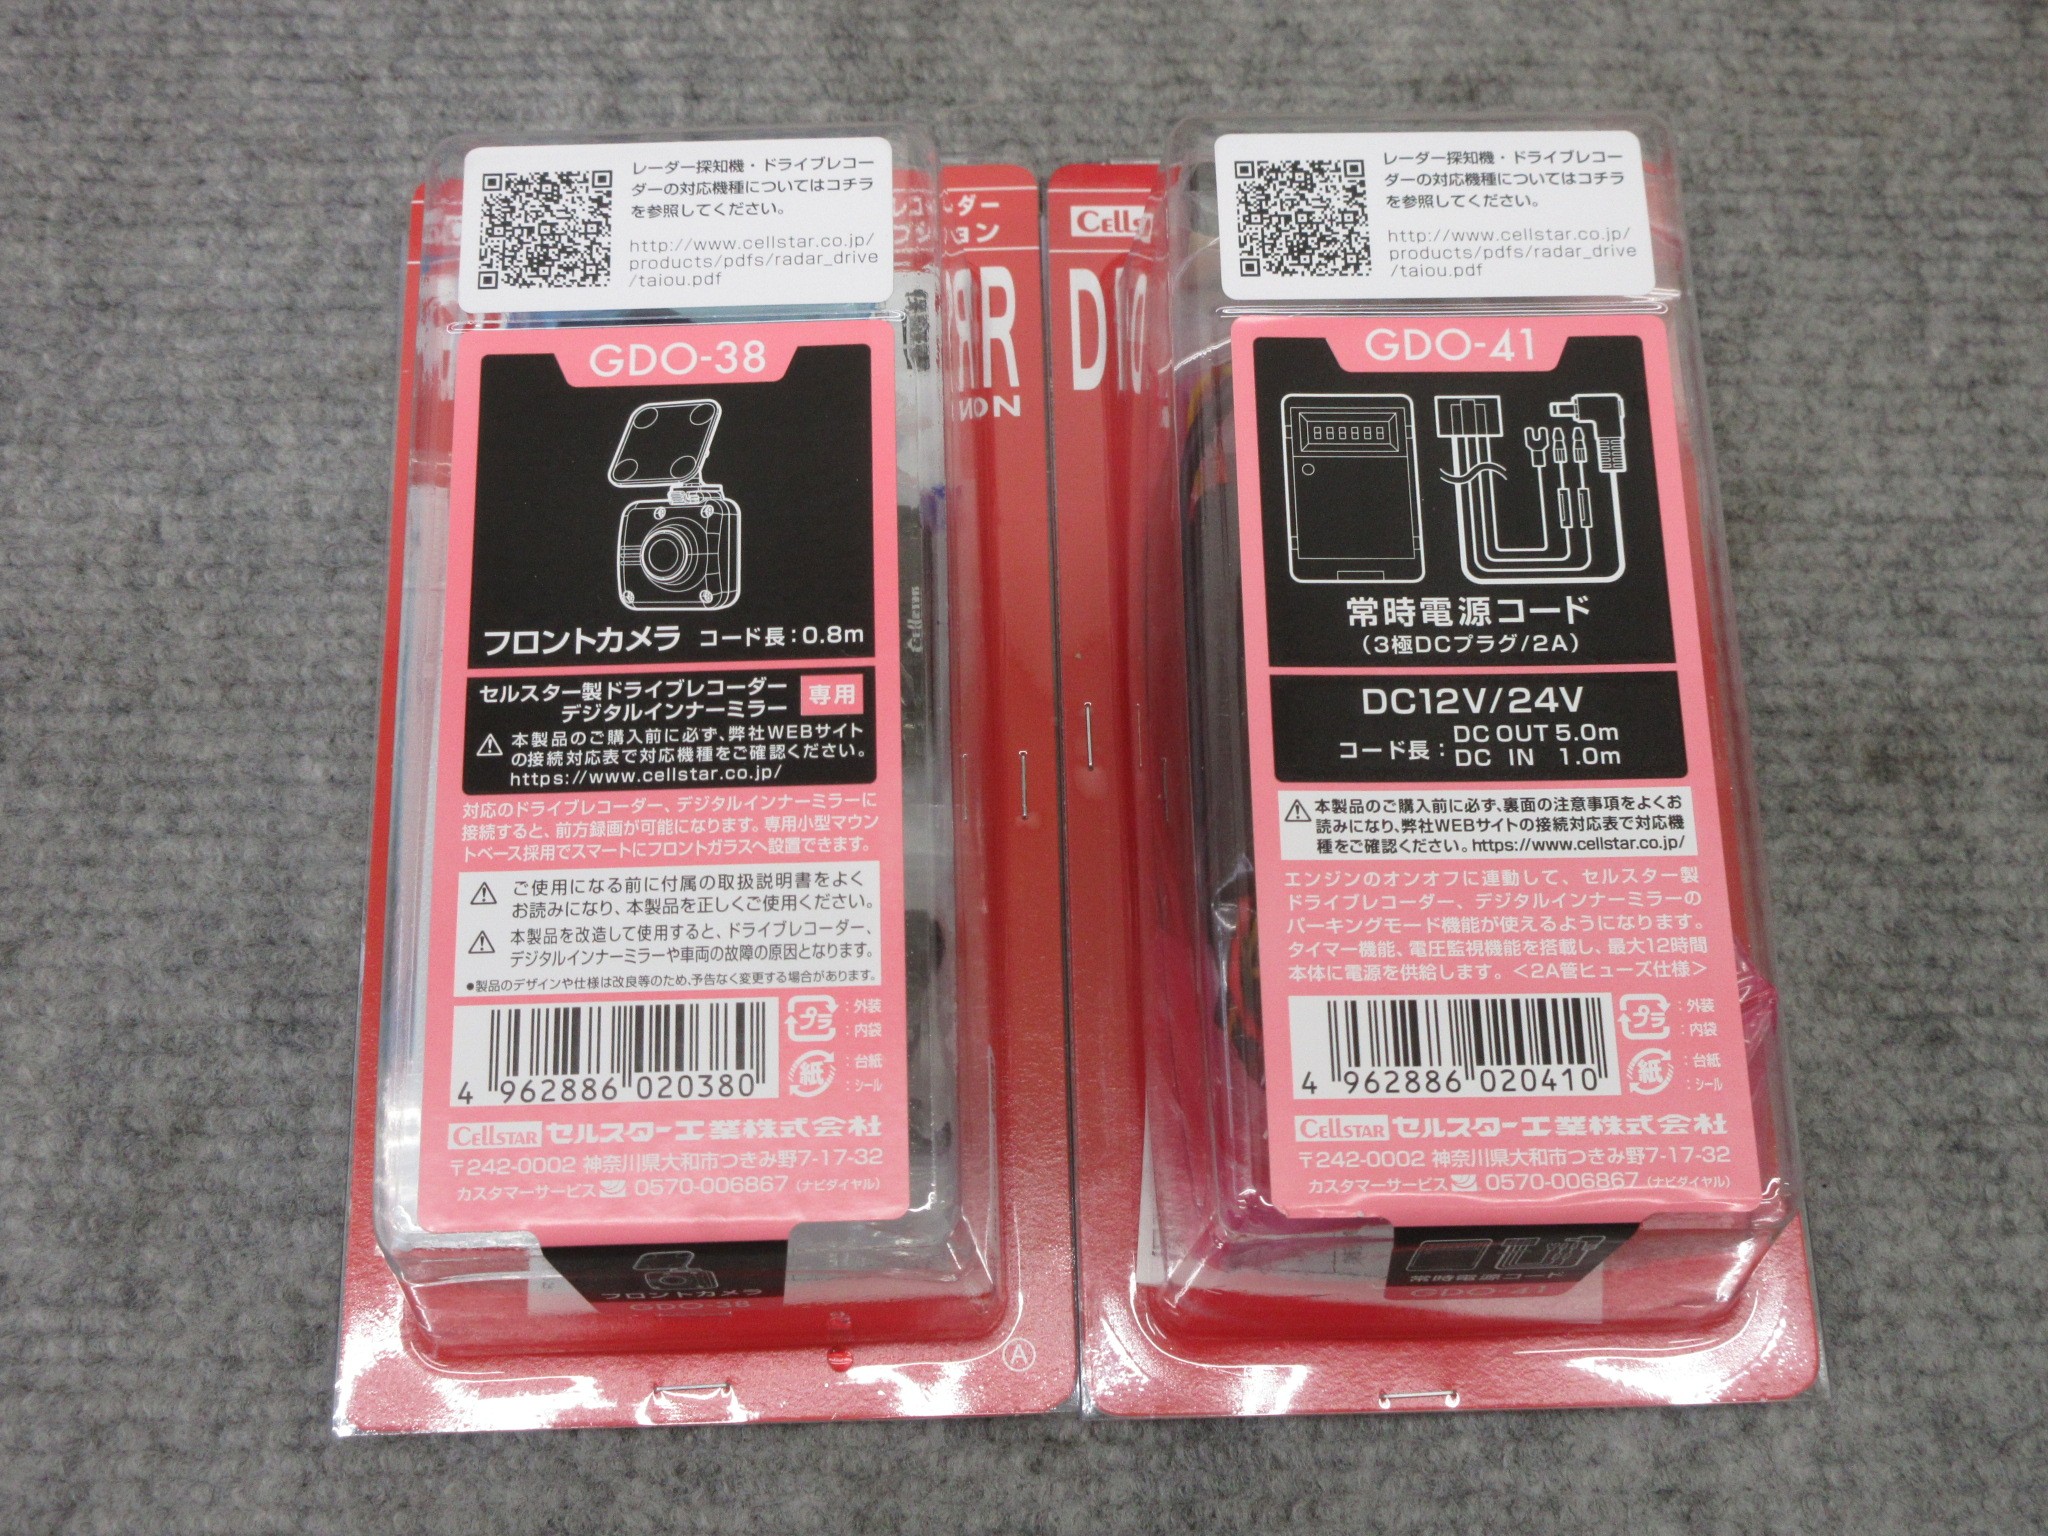 レーダー探知機・ドライブレコー
ダーの対応機種についてはコチラ
を参照してください。
http://www.cellstar.co.jp/
products/pdfs/radar_drive
/taiou.pdf
GDO-38
フロントカメラ コード長：0.8m
セルスター製ドライブレコーダー
デジタルインナーミラー
専用
本製品のご購入前に必ず、弊社WEBサイト
の接続対応表で対応機種をご確認ください。
https://www.cellstar.co.jp/
対応のドライブレコーダー、デジタルインナーミラーに
接続すると、前方録画が可能になります。専用小型マウン
トベース採用でスマートにフロントガラスへ設置できます。
ご使用になる前に付属の取扱説明書をよく
お読みになり、本製品を正しくご使用ください。
本製品を改造して使用すると、ドライブレコーダー、
デジタルインナーミラーや車両の故障の原因となります。
●製品のデザインや仕様は改良等のため、予告なく変更する場合があります。
4 962886 020380
プラ
：外装
：内袋
紙
：台紙
：シール
CELLSTAR セルスター工業株式会社
〒242-0002 神奈川県大和市つきみ野7-17-32
カスタマーサービス 0570-006867（ナビダイヤル）
フロントカメラ
GDO-38
A
レーダー探知機・ドライブレコー
ダーの対応機種についてはコチラ
を参照してください。
http://www.cellstar.co.jp/
products/pdfs/radar_drive
/taiou.pdf
GDO-41
常時電源コード
（3極DCプラグ/2A）
DC12V/24V
コード長：DC OUT 5.0m
DC IN 1.0m
本製品のご購入前に必ず、裏面の注意事項をよくお
読みになり、弊社WEBサイトの接続対応表で対応機
種をご確認ください。https://www.cellstar.co.jp/
エンジンのオンオフに連動して、セルスター製
ドライブレコーダー、デジタルインナーミラーの
パーキングモード機能が使えるようになります。
タイマー機能、電圧監視機能を搭載し、最大12時間
本体に電源を供給します。＜2A管ヒューズ仕様＞
4 962886 020410
プラ
：外装
：内袋
紙
：台紙
：シール
CELLSTAR セルスター工業株式会社
〒242-0002 神奈川県大和市つきみ野7-17-32
カスタマーサービス 0570-006867（ナビダイヤル）
常時電源コード
GDO-41